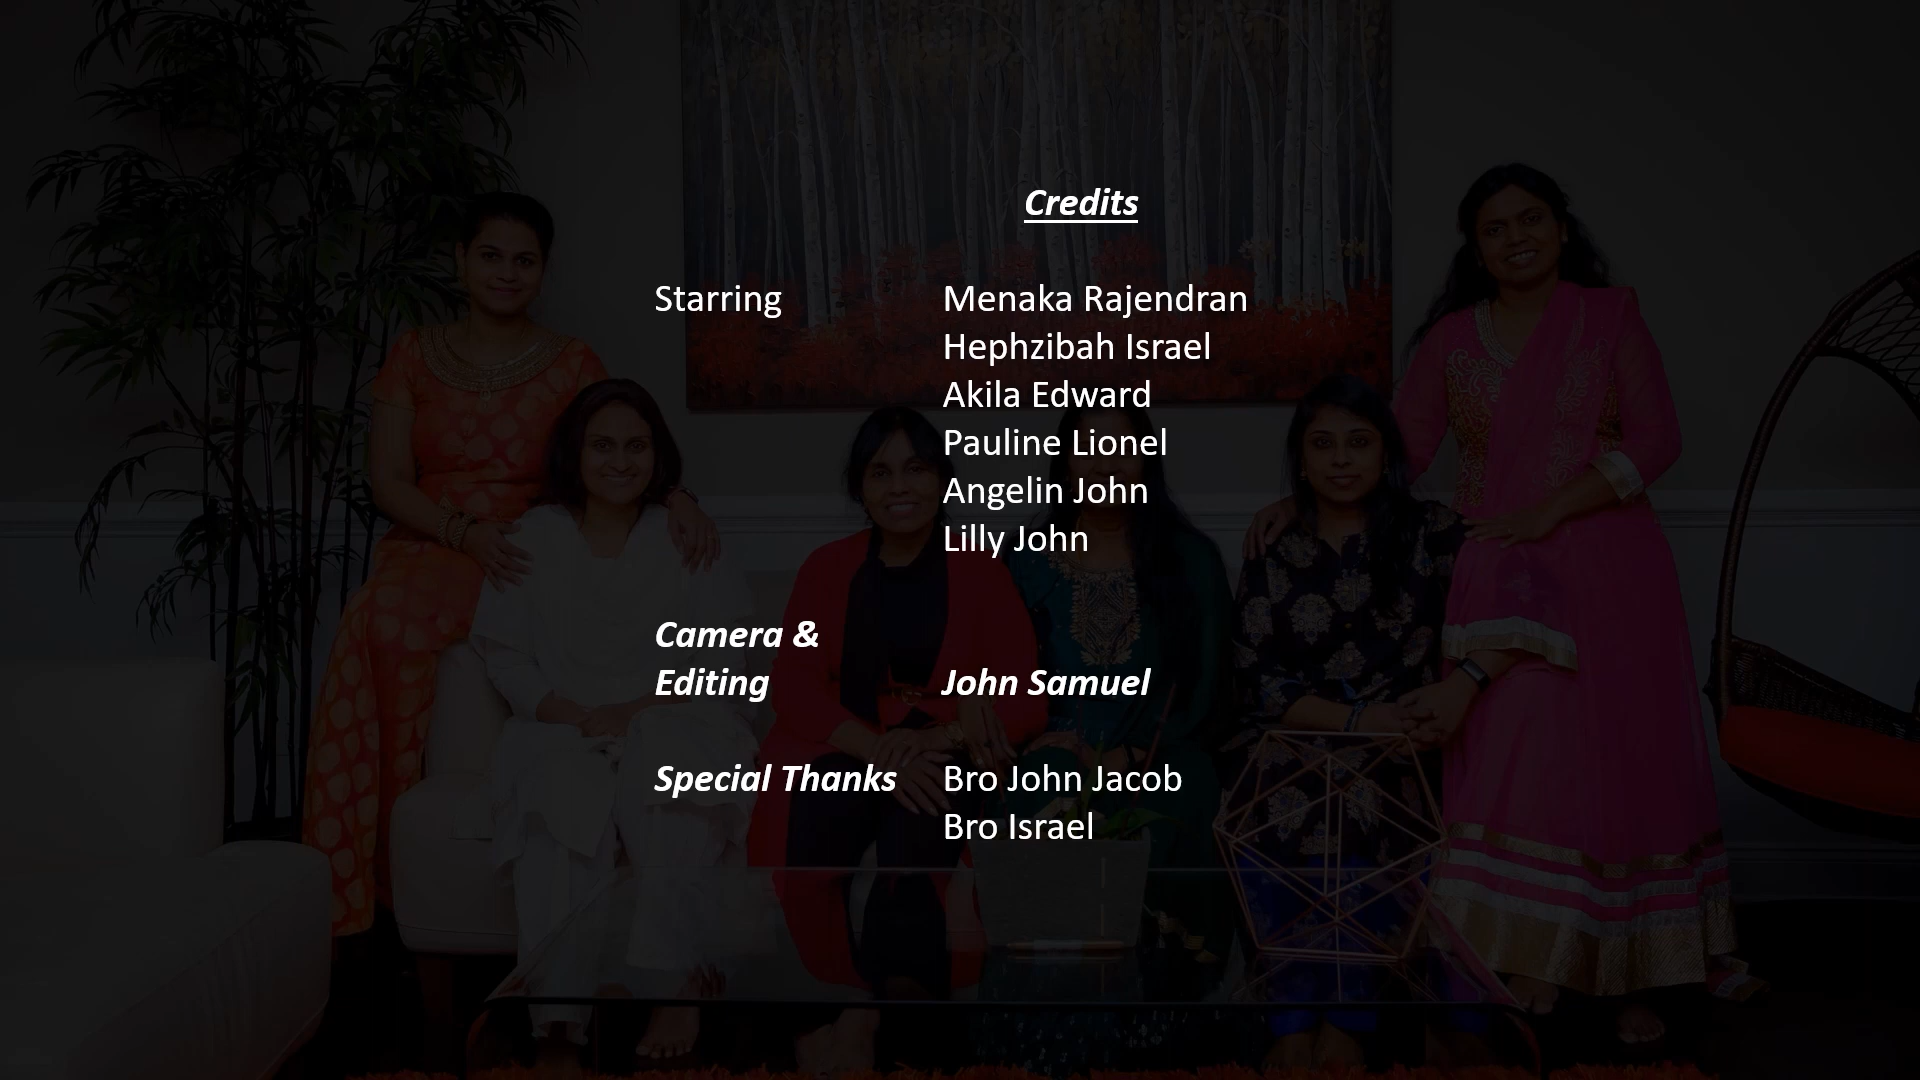 Credits
Starring Menaka Rajendran
Hephzibah Israel
Akila Edward
Pauline Lionel
Angelin John
Lilly John
Camera &
Editing John Samuel
Special Thanks Bro John Jacob
Bro Israel